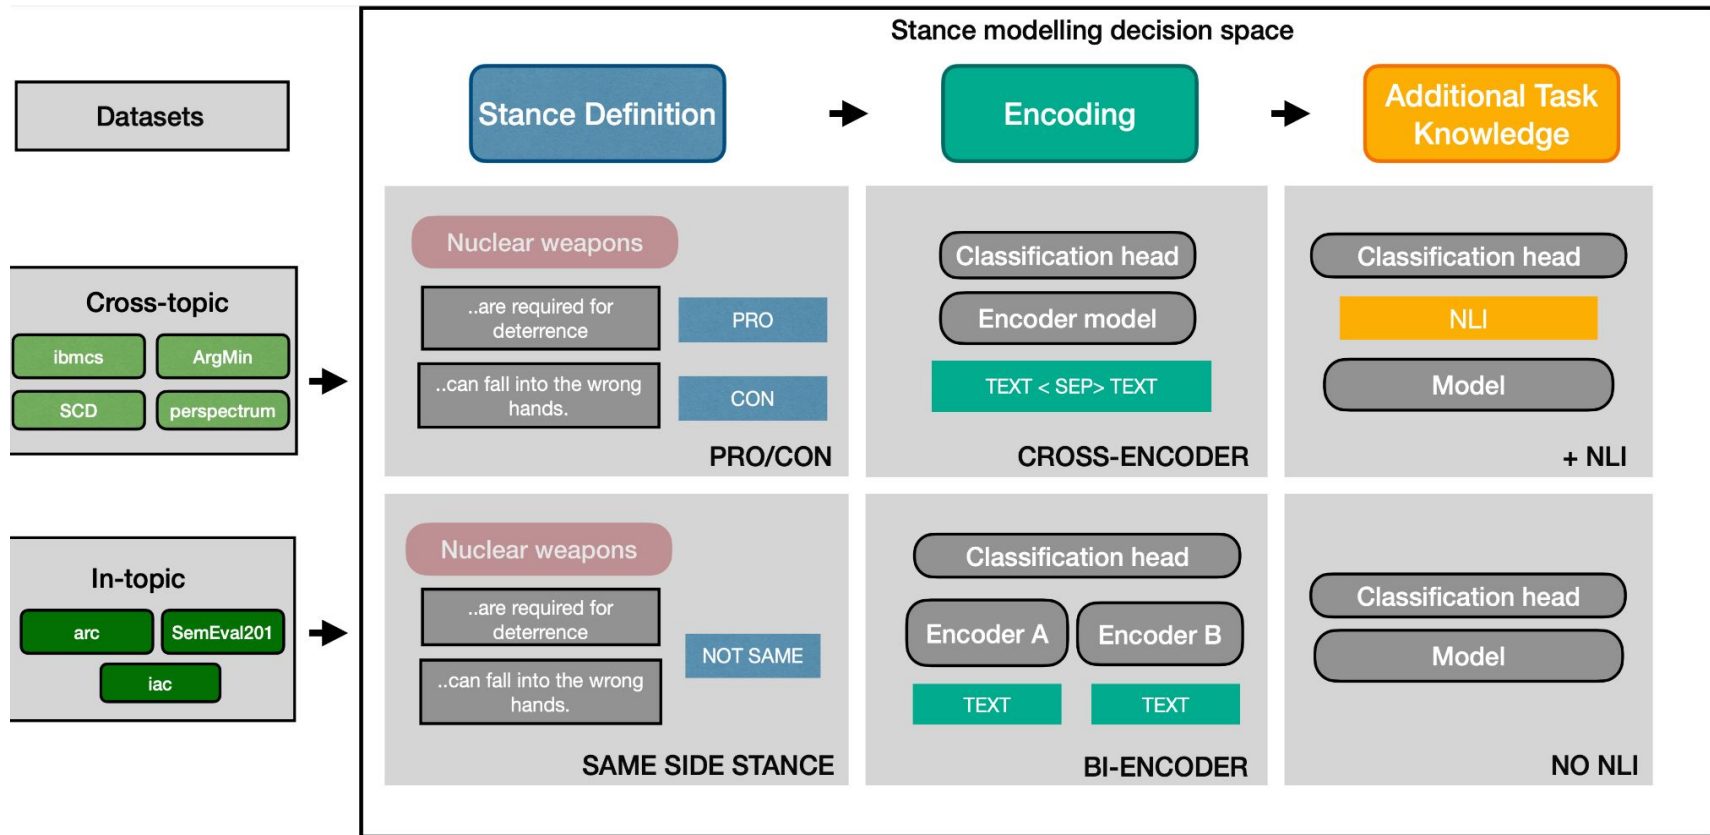 Stance modelling decision space
Datasets
Stance Definition
Encoding
Additional Task
Knowledge
Cross-topic
ibmcs
ArgMin
SCD
perspectrum
Nuclear weapons
..are required for
deterrence
PRO
..can fall into the wrong
hands.
CON
PRO/CON
Classification head
Encoder model
TEXT < SEP> TEXT
CROSS-ENCODER
Classification head
NLI
Model
+ NLI
In-topic
arc
SemEval201
iac
Nuclear weapons
..are required for
deterrence
..can fall into the wrong
hands.
NOT SAME
SAME SIDE STANCE
Classification head
Encoder A
Encoder B
TEXT
TEXT
BI-ENCODER
Classification head
Model
NO NLI